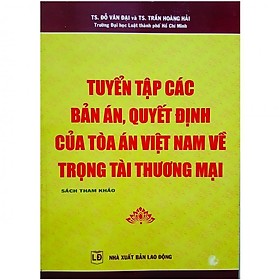 TS. ĐỖ VĂN ĐẠI và TS. TRẦN HOÀNG HẢI
Trường Đại học Luật thành phố Hồ Chí Minh
TUYỂN TẬP CÁC
BẢN ÁN, QUYẾT ĐỊNH
CỦA TÒA ÁN VIỆT NAM VỀ
TRỌNG TÀI THƯƠNG MẠI
SÁCH THAM KHẢO
LĐ NHÀ XUẤT BẢN LAO ĐỘNG